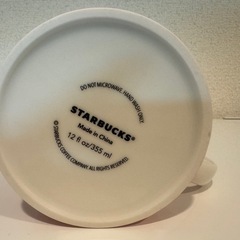 DO NOT MICROWAVE. HAND WASH ONLY.
STARBUCKS®
Made in China
12 fl oz/355 ml
© STARBUCKS COFFEE COMPANY. ALL RIGHTS RESERVED.